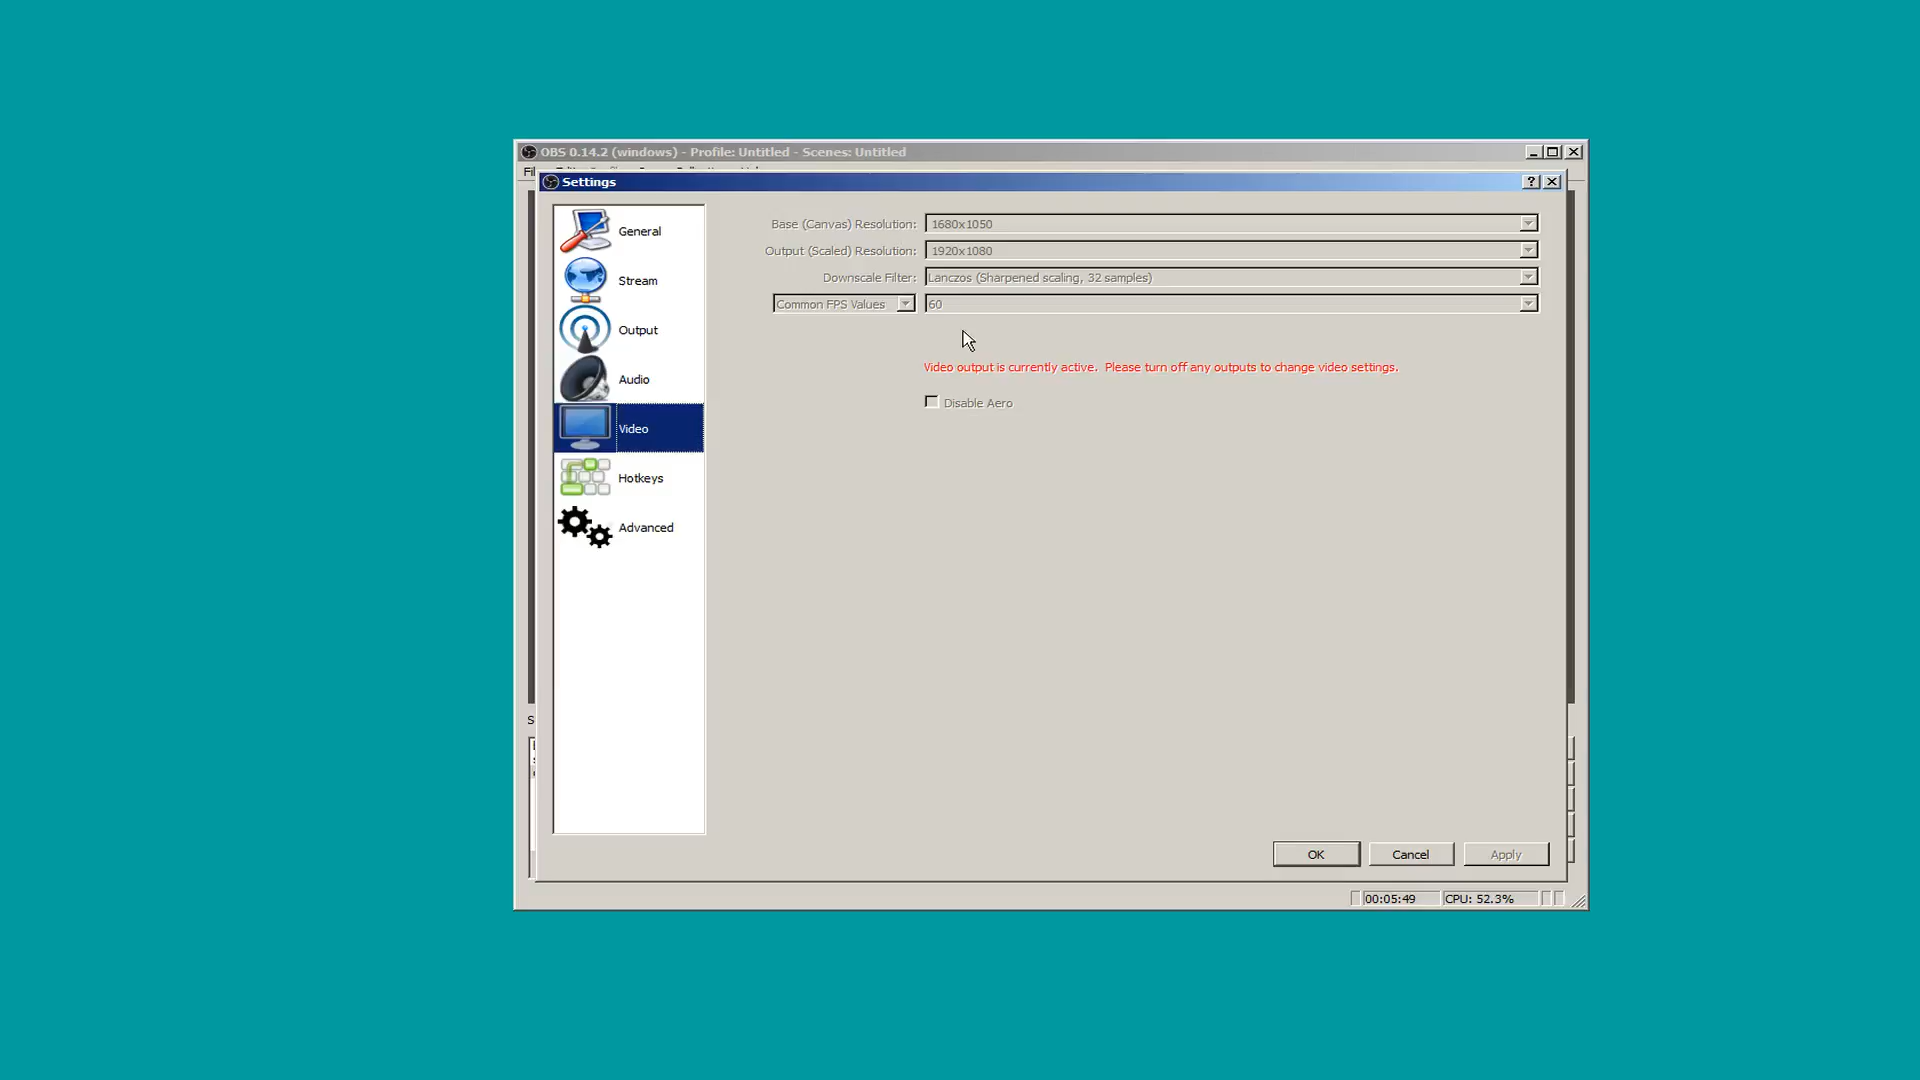 OBS 0.14.2 (windows) - Profile: Untitled - Scenes: Untitled
Settings
General
Stream
Output
Audio
Video
Hotkeys
Advanced
Base (Canvas) Resolution: 1680x1050
Output (Scaled) Resolution: 1920x1080
Downscale Filter: Lanczos (Sharpened scaling, 32 samples)
Common FPS Values 60
Video output is currently active. Please turn off any outputs to change video settings.
Disable Aero
OK Cancel Apply
00:05:49 CPU: 52.3%